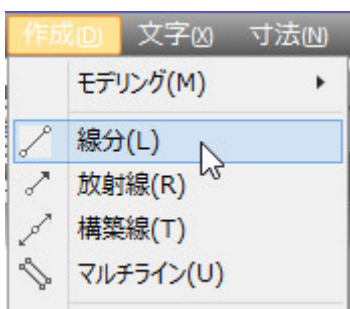 作成(D) 文字(X) 寸法(N)
モデリング(M)
線分(L)
放射線(R)
構築線(T)
マルチライン(U)